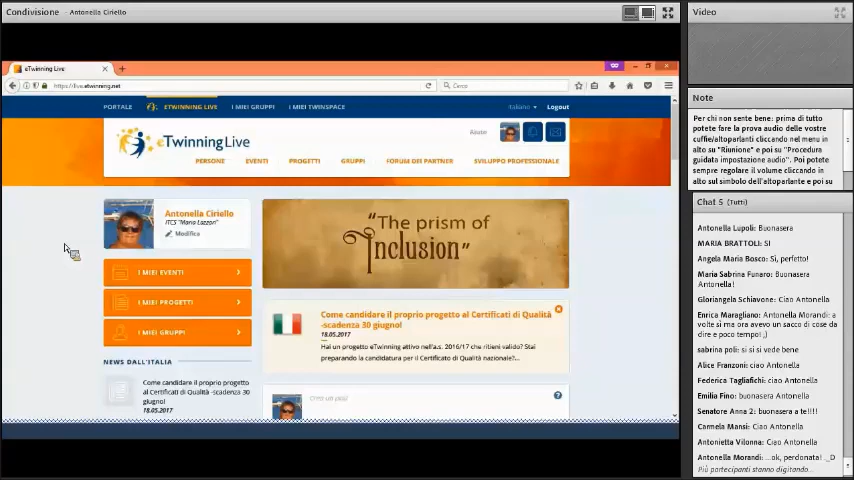 Condivisione - Antonella Ciriello
eTwinning Live
https://live.etwinning.net
Cerca
PORTALE
ETWINNING LIVE
I MIEI GRUPPI
I MIEI TWINSPACE
Italiano
Logout
eTwinningLive
Aiuto
PERSONE
EVENTI
PROGETTI
GRUPPI
FORUM DEI PARTNER
SVILUPPO PROFESSIONALE
Antonella Ciriello
ITCS "Maria Lazzari"
Modifica
I MIEI EVENTI
I MIEI PROGETTI
I MIEI GRUPPI
NEWS DALL'ITALIA
Come candidare il proprio progetto
al Certificati di Qualità -scadenza 30
giugno!
18.05.2017
"The prism of
Inclusion"
Come candidare il proprio progetto al Certificati di Qualità
-scadenza 30 giugno!
18.05.2017
Hai un progetto eTwinning attivo nell'a.s. 2016/17 che ritieni valido? Stai
preparando la candidatura per il Certificato di Qualità nazionale?...
Crea un post
Video
Note
Per chi non sente bene: prima di tutto
potete fare la prova audio delle vostre
cuffie/altoparlanti cliccando nel menu in
alto su "Riunione" e poi su "Procedura
guidata impostazione audio". Poi potete
sempre regolare il volume cliccando in
alto sul simbolo dell'altoparlante e poi su
Chat 5 (Tutti)
Antonella Lupoli: Buonasera
MARIA BRATTOLI: SI
Angela Maria Bosco: Sì, perfetto!
Maria Sabrina Funaro: Buonasera
Antonella!
Gloriangela Schiavone: Ciao Antonella
Enrica Maragliano: Antonella Morandi: a
volte sì ma ora avevo un sacco di cose da
dire e poco tempo ;)
sabrina poli: si si si vede bene
Alice Franzoni: ciao Antonella
Federica Tagliafichi: ciao
Emilia Fino: buonasera Antonella
Senatore Anna 2: buonasera a te!!!!
Carmela Mansi: Ciao Antonella
Antonietta Vilonna: Ciao Antonella
Antonella Morandi: ...ok, perdonata! ._D
Più partecipanti stanno digitando...